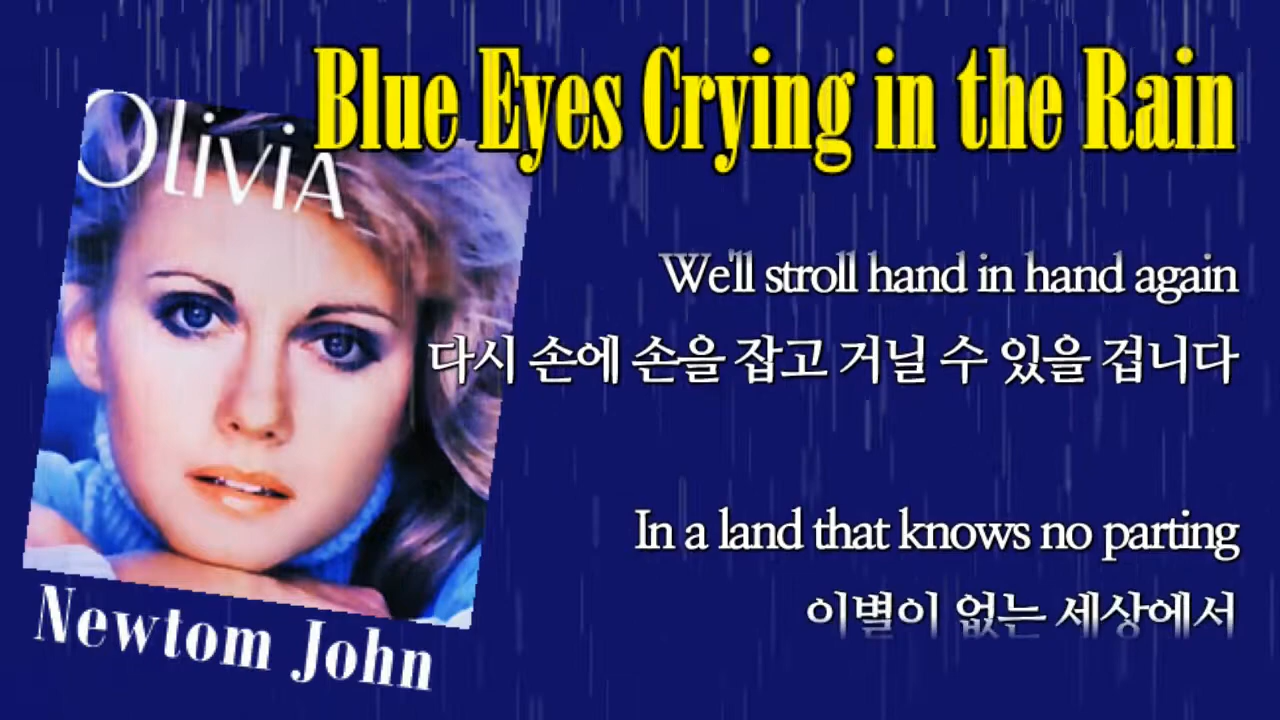 Blue Eyes Crying in the Rain
Olivia
We'll stroll hand in hand again
다시 손에 손을 잡고 거닐 수 있을 겁니다
In a land that knows no parting
이별이 없는 세상에서
Newtom John